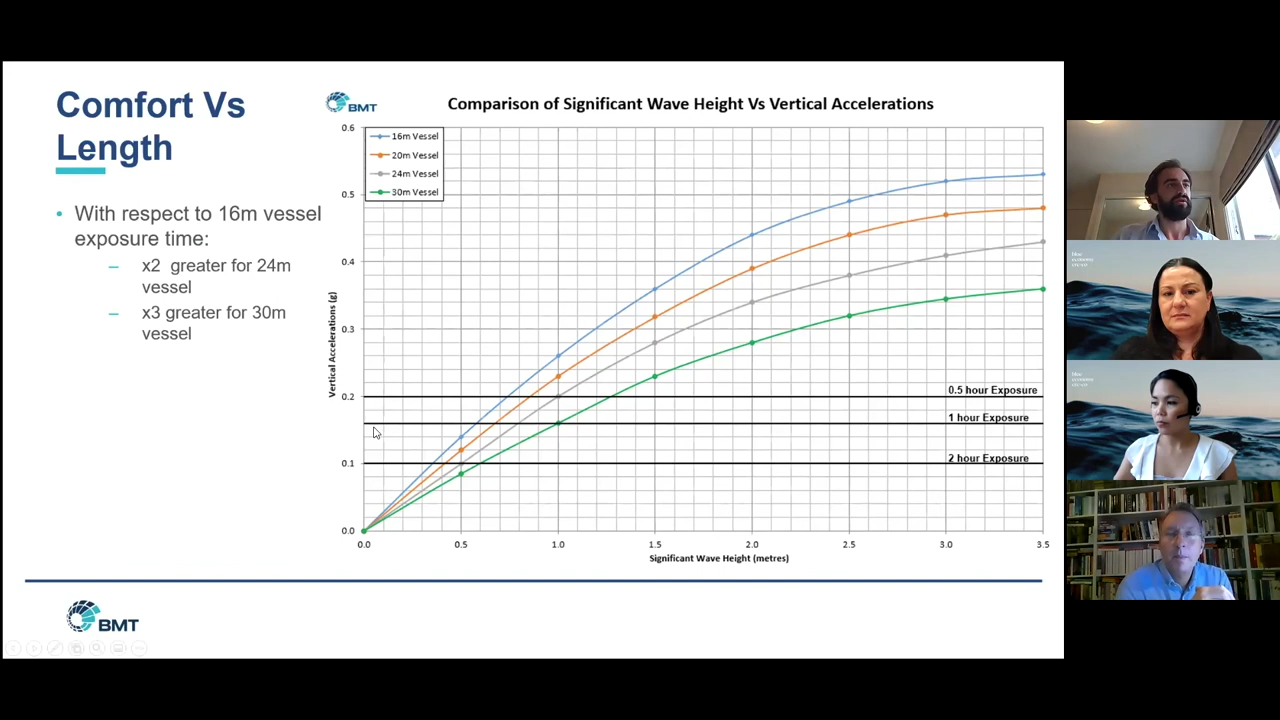 Comfort Vs
Length
• With respect to 16m vessel
exposure time:
– x2 greater for 24m
vessel
– x3 greater for 30m
vessel
BMT
Comparison of Significant Wave Height Vs Vertical Accelerations
16m Vessel
20m Vessel
24m Vessel
30m Vessel
Vertical Accelerations (g)
0.6
0.5
0.4
0.3
0.2
0.1
0.0
0.5 hour Exposure
1 hour Exposure
2 hour Exposure
0.0 0.5 1.0 1.5 2.0 2.5 3.0 3.5
Significant Wave Height (metres)
BMT
Blue
economy
Blue
economy